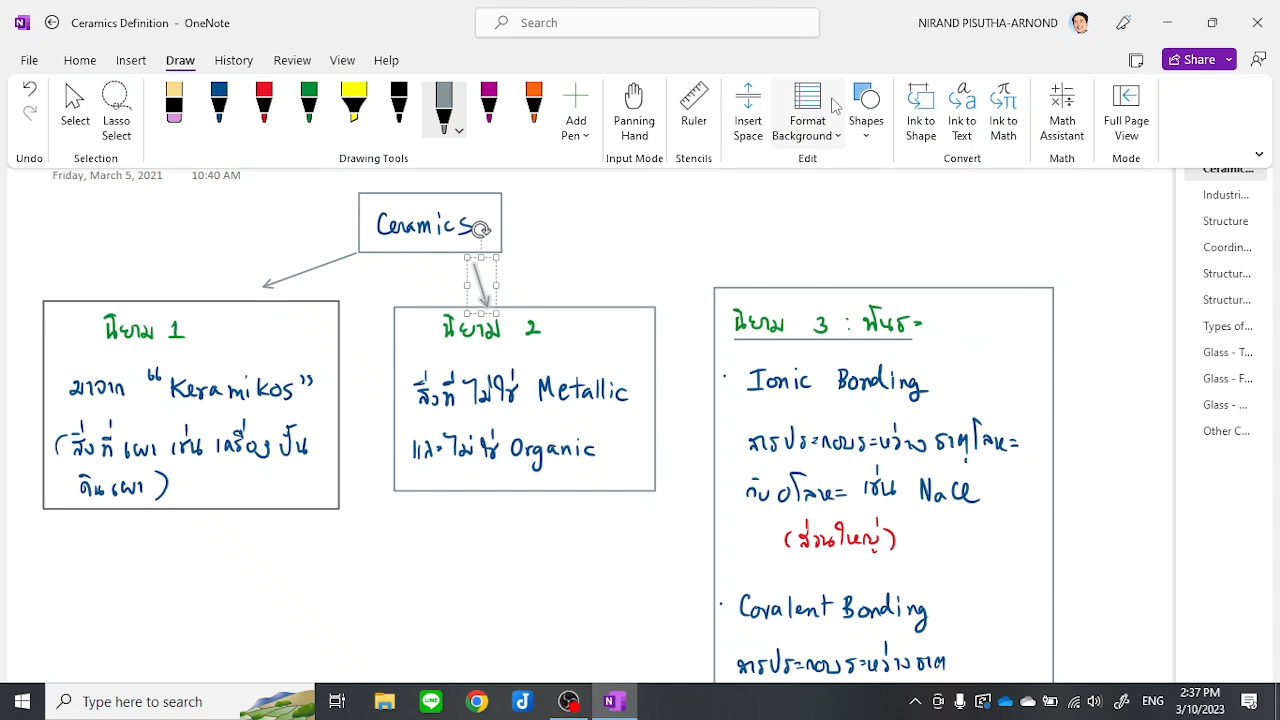 Ceramics Definition - OneNote
Search
NIRAND PISUTHA-ARNOND
File Home Insert Draw History Review View Help
Share
Undo
Select
Lasso Select
Add Pen
Panning Hand
Ruler
Insert Space
Format Background
Shapes
Ink to Shape
Ink to Text
Ink to Math
Math Assistant
Full Page View
Undo Selection Drawing Tools Input Mode Stencils Edit Convert Math Mode
Friday, March 5, 2021 10:40 AM
Ceramics
นิยาม 1
มาจาก "Keramikos"
(สิ่งที่เผา เช่น เครื่องปั้น
ดินเผา)
นิยาม 2
สิ่งที่ไม่ใช่ Metallic
และไม่ใช่ Organic
นิยาม 3 : พันธะ
· Ionic Bonding
สารประกอบระหว่างธาตุโลหะ
กับอโลหะ เช่น NaCl
(ส่วนใหญ่)
· Covalent Bonding
สารประกอบระหว่างธาตุ
Ceramic...
Industri...
Structure
Coordin...
Structur...
Structur...
Types of...
Glass - T...
Glass - F...
Glass - ...
Other C...
Type here to search
ENG
2:37 PM
3/10/2023